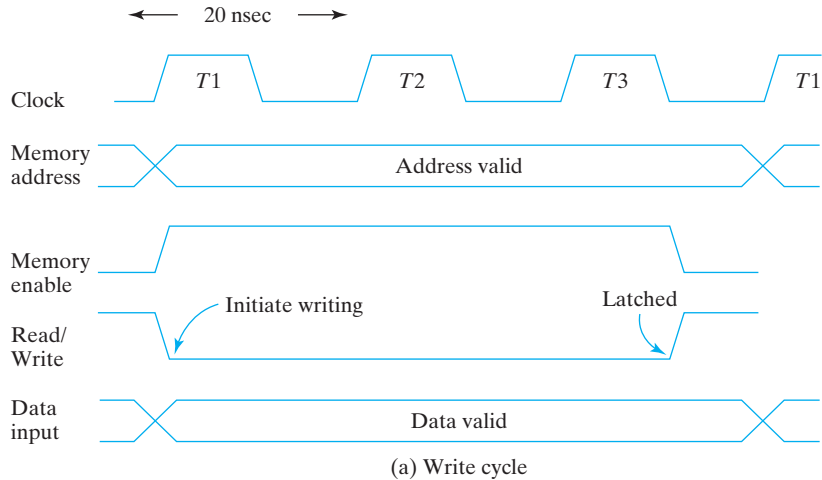 20 nsec
T1 T2 T3 T1
Clock
Memory
address
Address valid
Memory
enable
Initiate writing
Latched
Read/
Write
Data
input
Data valid
(a) Write cycle